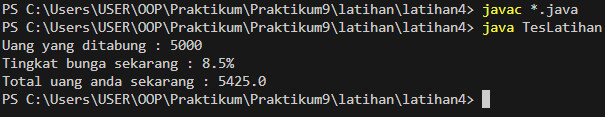 PS C:\Users\USER\OOP\Praktikum\Praktikum9\latihan\latihan4> javac *.java
PS C:\Users\USER\OOP\Praktikum\Praktikum9\latihan\latihan4> java TesLatihan
Uang yang ditabung : 5000
Tingkat bunga sekarang : 8.5%
Total uang anda sekarang : 5425.0
PS C:\Users\USER\OOP\Praktikum\Praktikum9\latihan\latihan4>